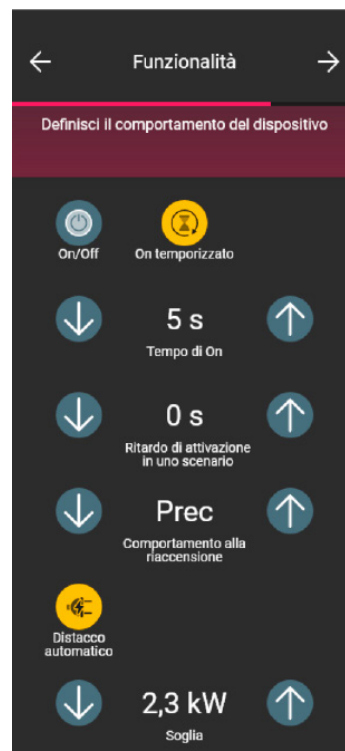 Funzionalità
Definisci il comportamento del dispositivo
On/Off
On temporizzato
5 s
Tempo di On
0 s
Ritardo di attivazione
in uno scenario
Prec
Comportamento alla
riaccensione
Distacco
automatico
2,3 kW
Soglia